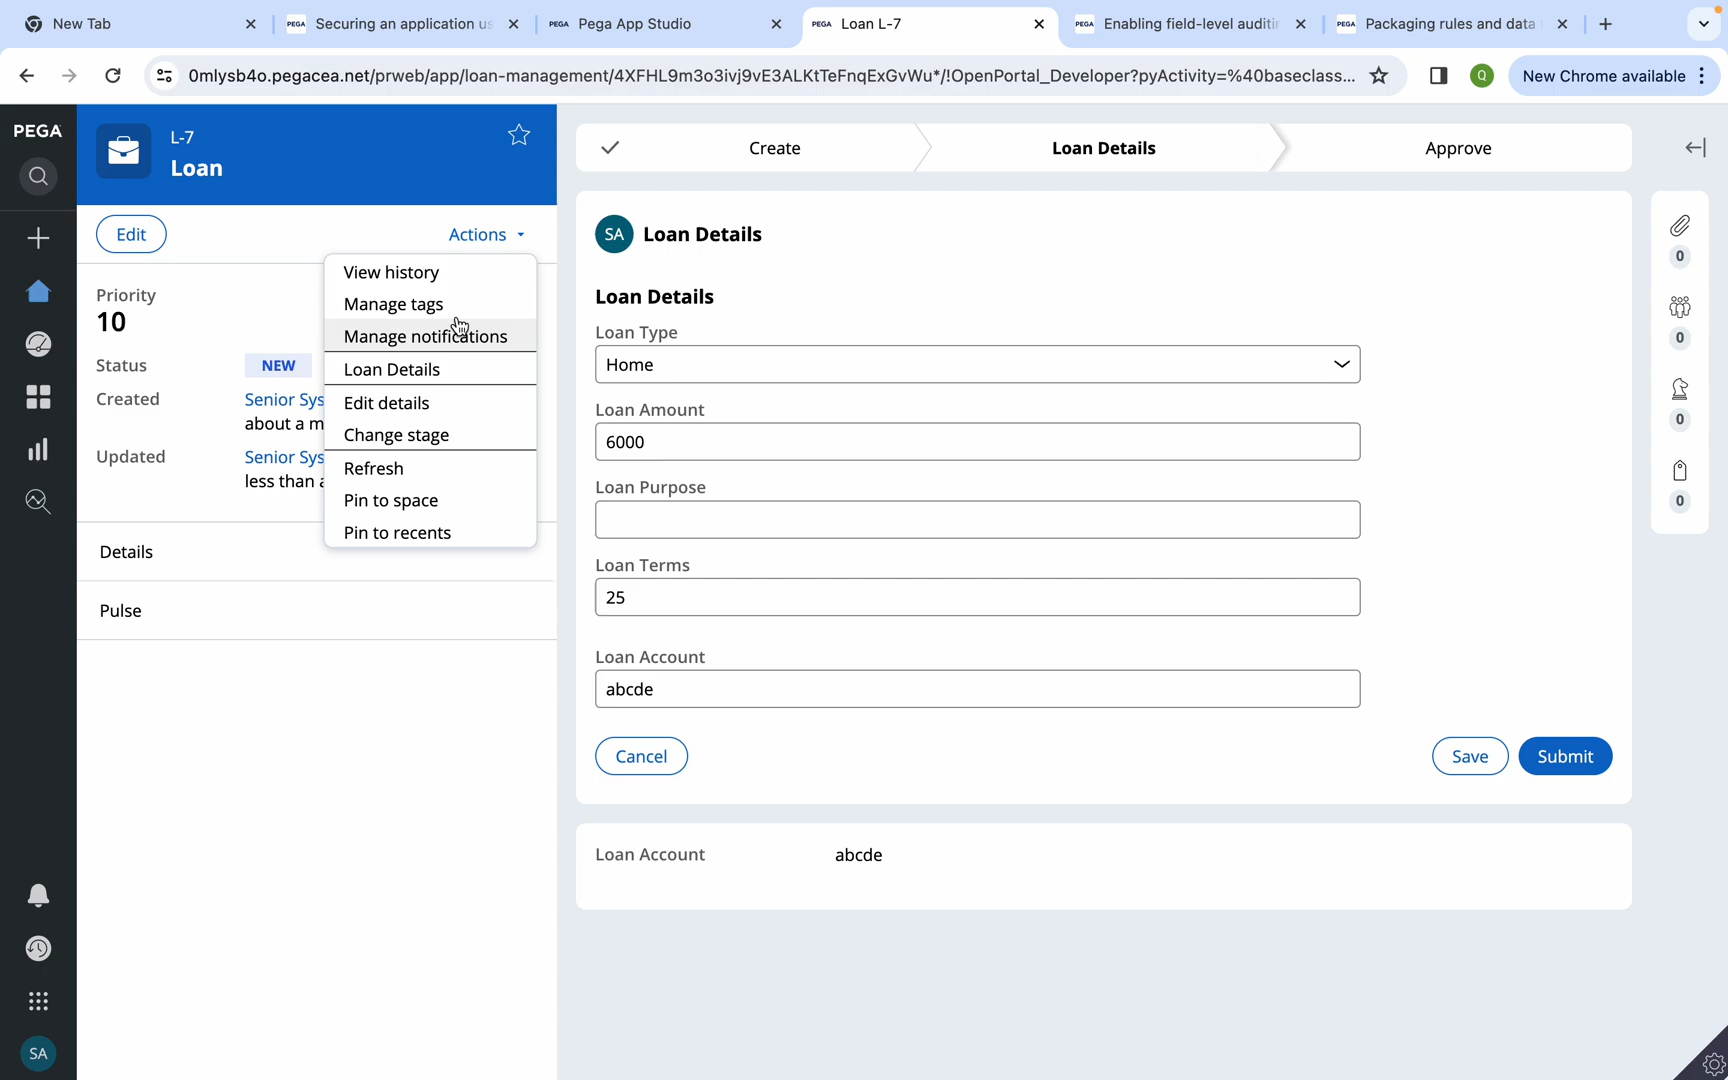 New Tab
Securing an application us
Pega App Studio
Loan L-7
Enabling field-level auditin
Packaging rules and data
0mlysb4o.pegacea.net/prweb/app/loan-management/4XFHL9m3o3ivj9vE3ALKtTeFnqExGvWu*/!OpenPortal_Developer?pyActivity=%40baseclass...
Q
New Chrome available
PEGA
L-7
Loan
Edit
Actions
View history
Manage tags
Manage notifications
Loan Details
Edit details
Change stage
Refresh
Pin to space
Pin to recents
Priority
10
Status
NEW
Created
Senior Sys
about a m
Updated
Senior Sys
less than a
Details
Pulse
SA
Create
Loan Details
Approve
SA
Loan Details
Loan Details
Loan Type
Home
Loan Amount
6000
Loan Purpose
Loan Terms
25
Loan Account
abcde
Cancel
Save
Submit
Loan Account
abcde
0
0
0
0